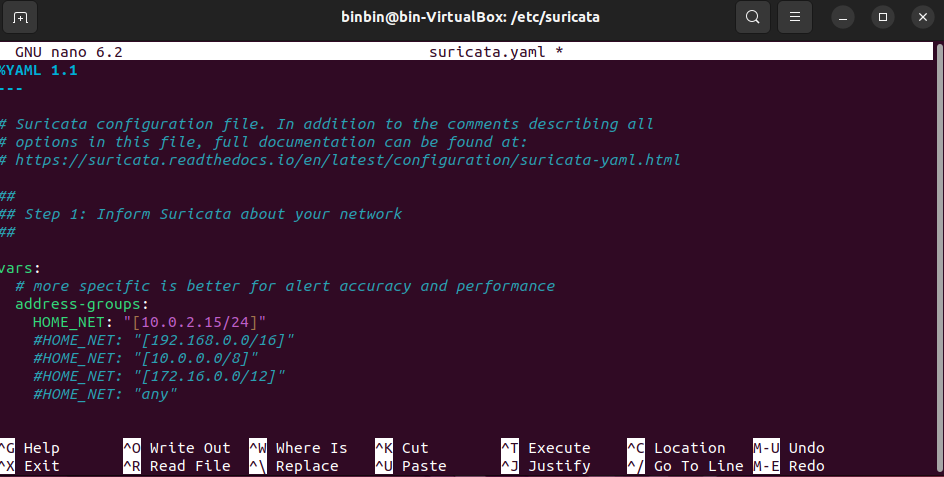 binbin@bin-VirtualBox: /etc/suricata
GNU nano 6.2 suricata.yaml *
%YAML 1.1
---
# Suricata configuration file. In addition to the comments describing all
# options in this file, full documentation can be found at:
# https://suricata.readthedocs.io/en/latest/configuration/suricata-yaml.html
##
## Step 1: Inform Suricata about your network
##
vars:
# more specific is better for alert accuracy and performance
address-groups:
HOME_NET: "[10.0.2.15/24]"
#HOME_NET: "[192.168.0.0/16]"
#HOME_NET: "[10.0.0.0/8]"
#HOME_NET: "[172.16.0.0/12]"
#HOME_NET: "any"
^G Help ^O Write Out ^W Where Is ^K Cut ^T Execute ^C Location M-U Undo
^X Exit ^R Read File ^\ Replace ^U Paste ^J Justify ^/ Go To Line M-E Redo